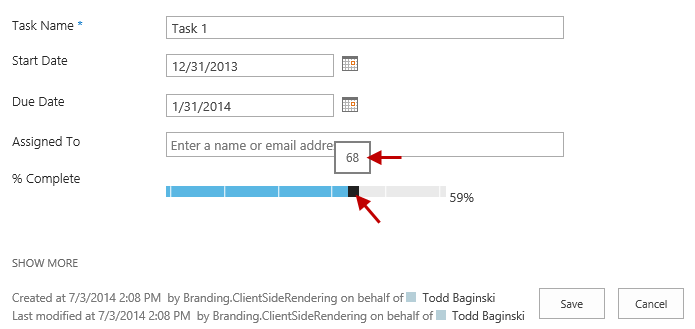 Task Name * Task 1
Start Date 12/31/2013
Due Date 1/31/2014
Assigned To Enter a name or email addre
68
% Complete 59%
SHOW MORE
Created at 7/3/2014 2:08 PM by Branding.ClientSideRendering on behalf of Todd Baginski
Last modified at 7/3/2014 2:08 PM by Branding.ClientSideRendering on behalf of Todd Baginski
Save Cancel